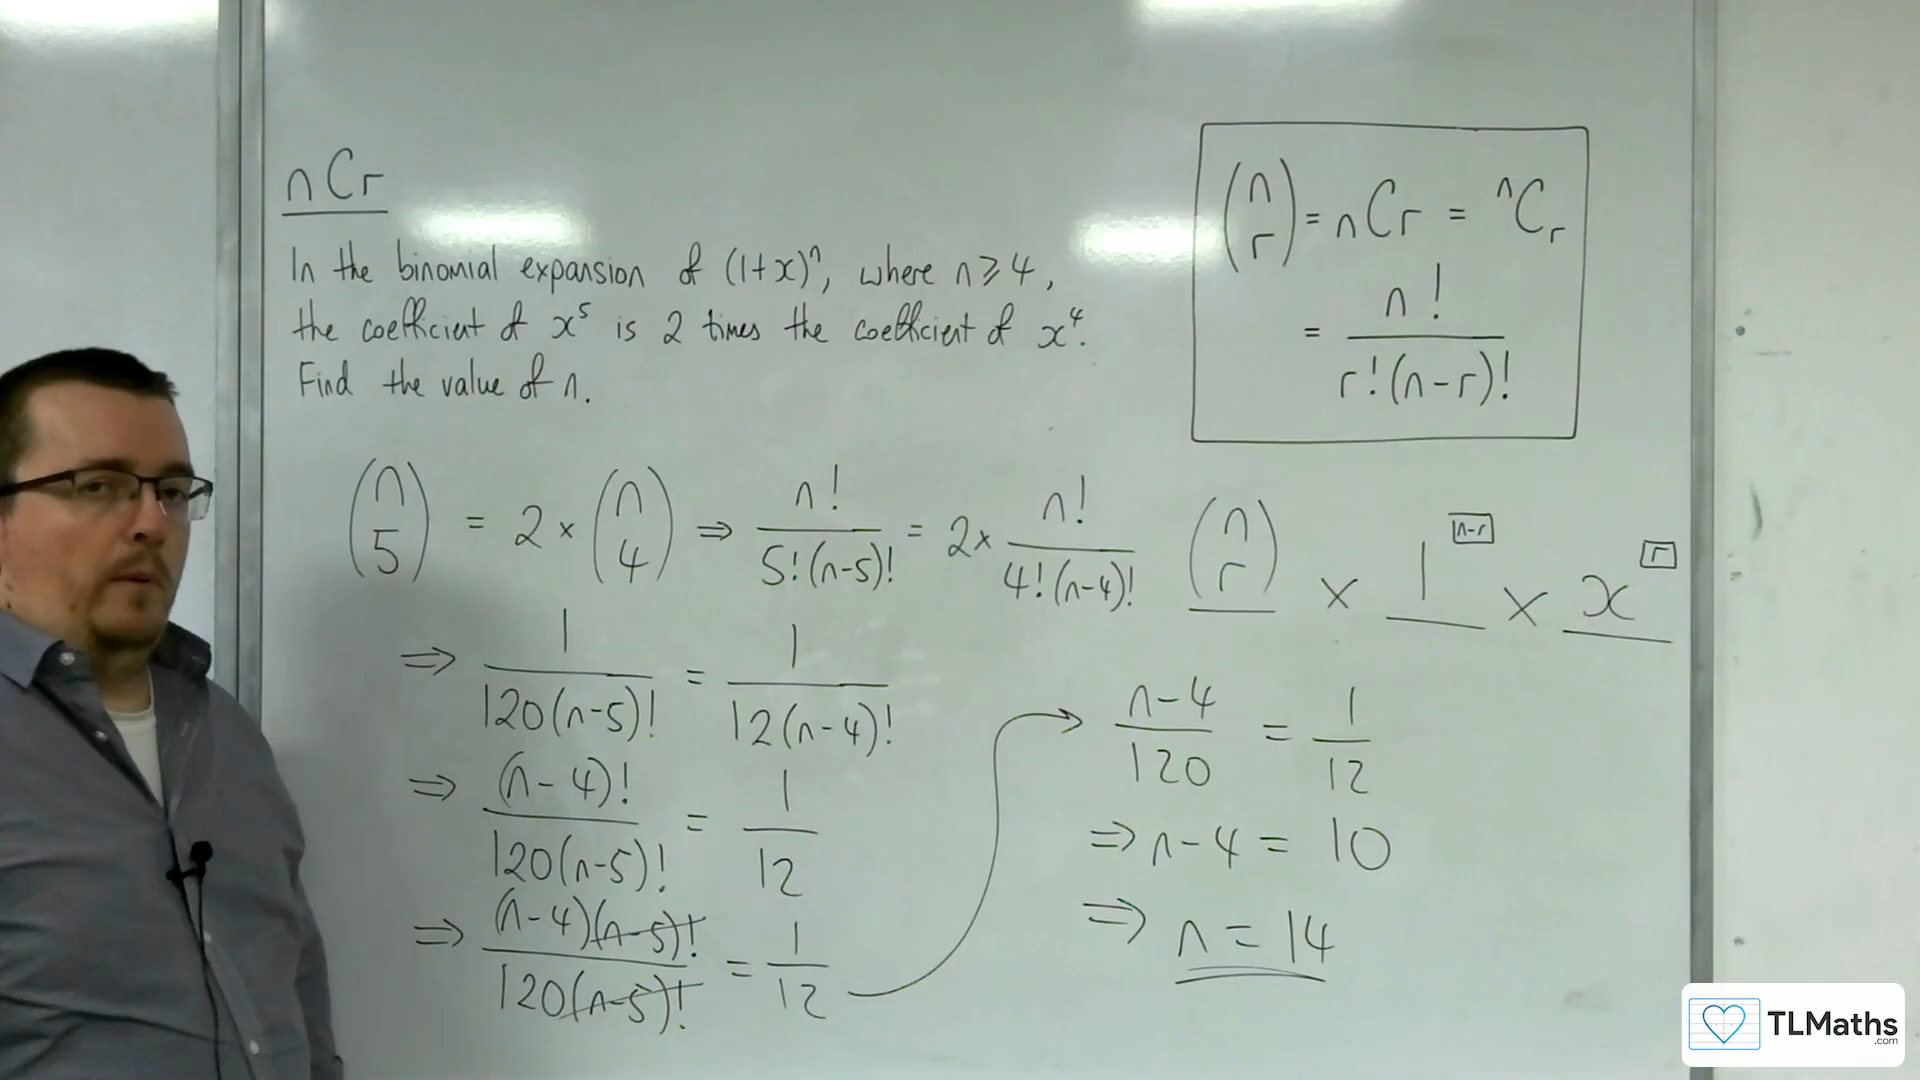 nCr
In the binomial expansion of (1+x)ⁿ, where n ⩾ 4,
the coefficient of x⁵ is 2 times the coefficient of x⁴.
Find the value of n.
(n 5) = 2 × (n 4) ⇒ n! / 5!(n-5)! = 2× n! / 4!(n-4)!
⇒ 1 / 120(n-5)! = 1 / 12(n-4)!
⇒ (n-4)! / 120(n-5)! = 1 / 12
⇒ (n-4)(n-5)! / 120(n-5)! = 1 / 12
(n r) = nCr = ⁿCᵣ
= n! / r!(n-r)!
(n r) × 1^[n-r] × x^[r]
n-4 / 120 = 1 / 12
⇒ n-4 = 10
⇒ n = 14
TLMaths
.com